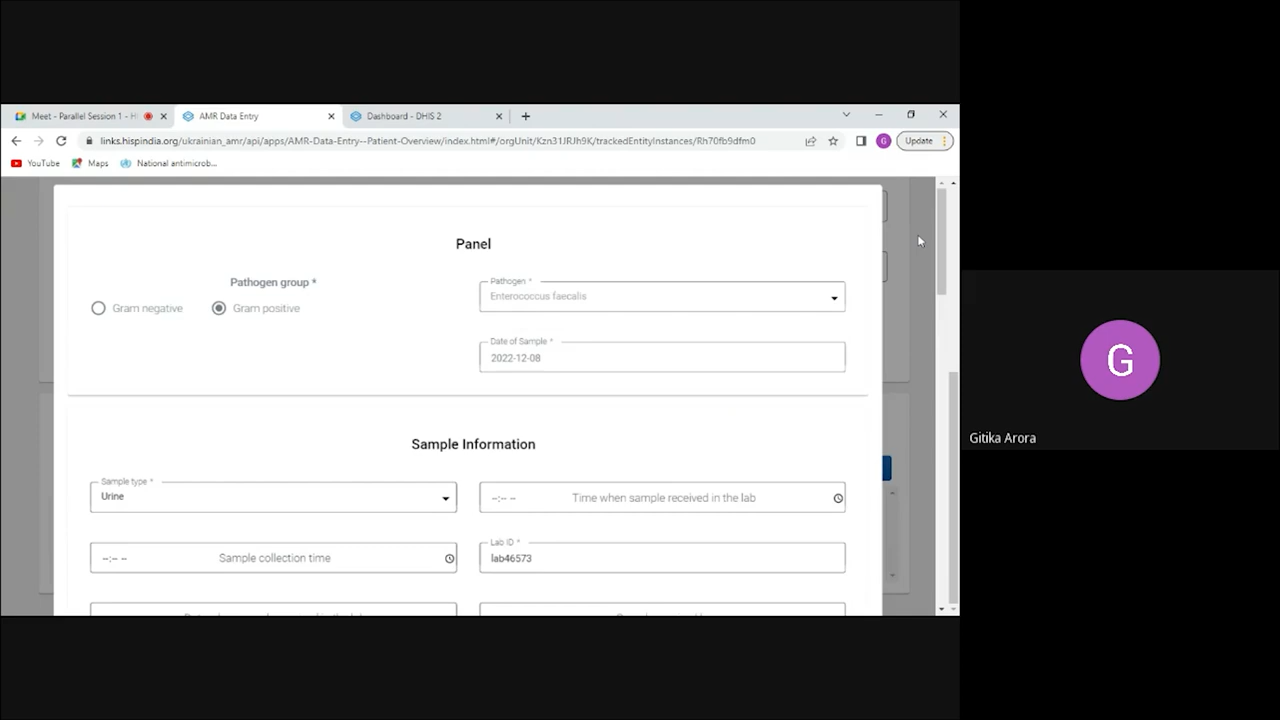 Meet - Parallel Session 1 - H
AMR Data Entry
Dashboard - DHIS 2
links.hispindia.org/ukrainian_amr/api/apps/AMR-Data-Entry--Patient-Overview/index.html#/orgUnit/Kzn31JRJh9K/trackedEntityInstances/Rh70fb9dfm0
G
Update
YouTube
Maps
National antimicrob...
Panel
Pathogen group *
Gram negative
Gram positive
Pathogen *
Enterococcus faecalis
Date of Sample *
2022-12-08
Sample Information
Sample type *
Urine
--:-- -- Time when sample received in the lab
--:-- -- Sample collection time
Lab ID *
lab46573
G
Gitika Arora